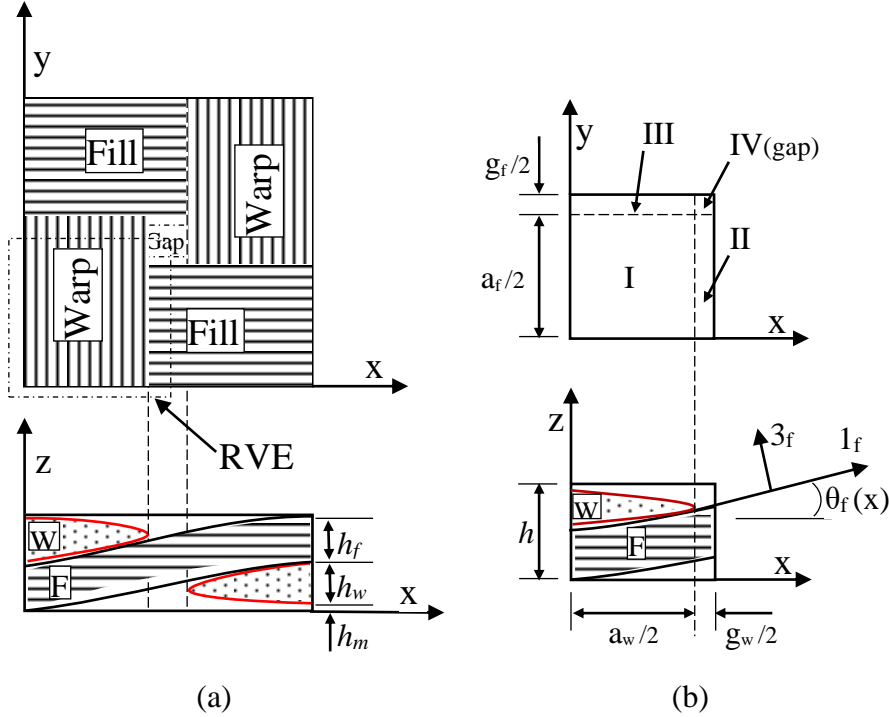 y
Fill
Warp
Gap
Warp
Fill
x
RVE
z
W
F
h_f
h_w
h_m
x
(a)
y
III
IV(gap)
g_f/2
II
a_f/2
I
x
z
3_f
1_f
θ_f(x)
W
h
F
x
a_w/2
g_w/2
(b)